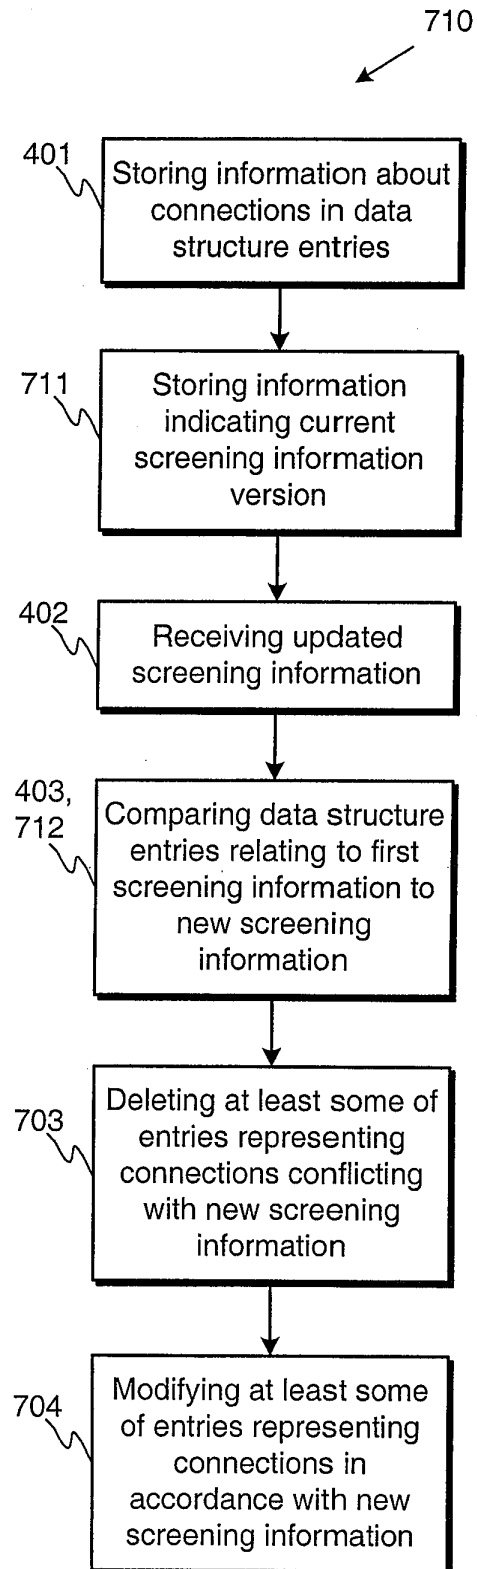 710
401
Storing information about
connections in data
structure entries
711
Storing information
indicating current
screening information
version
402
Receiving updated
screening information
403,
712
Comparing data structure
entries relating to first
screening information to
new screening
information
703
Deleting at least some of
entries representing
connections conflicting
with new screening
information
704
Modifying at least some
of entries representing
connections in
accordance with new
screening information